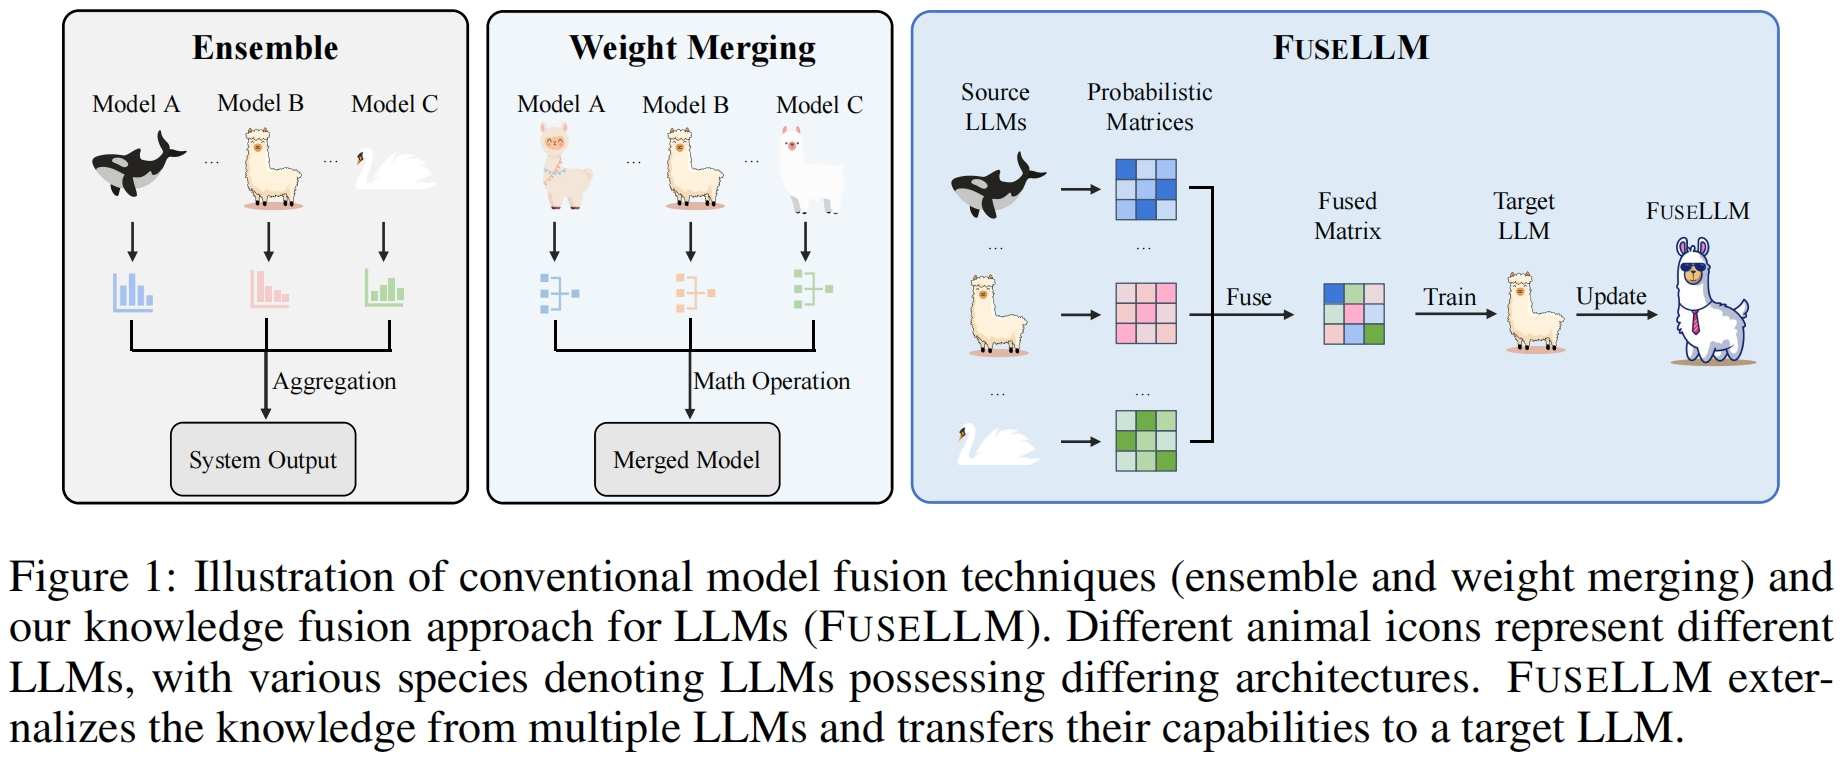 Ensemble
Model A
Model B
Model C
...
...
Aggregation
System Output
Weight Merging
Model A
Model B
Model C
...
...
Math Operation
Merged Model
FUSELLM
Source
LLMs
Probabilistic
Matrices
...
...
...
...
Fuse
Fused
Matrix
Train
Target
LLM
Update
FUSELLM
Figure 1: Illustration of conventional model fusion techniques (ensemble and weight merging) and
our knowledge fusion approach for LLMs (FUSELLM). Different animal icons represent different
LLMs, with various species denoting LLMs possessing differing architectures. FUSELLM exter-
nalizes the knowledge from multiple LLMs and transfers their capabilities to a target LLM.